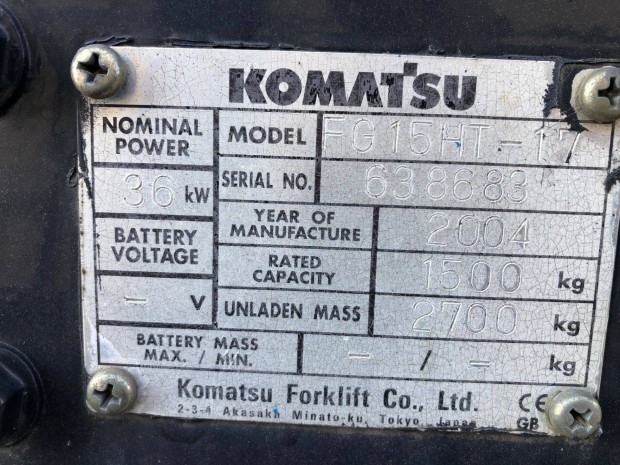 KOMATSU
NOMINAL POWER
36 kW
MODEL FG15HT-17
SERIAL NO. 638683
BATTERY VOLTAGE
- V
YEAR OF MANUFACTURE 2004
RATED CAPACITY 1500 kg
UNLADEN MASS 2700 kg
BATTERY MASS MAX. / MIN. - / - kg
Komatsu Forklift Co., Ltd. CE
2-3-4 Akasaka Minato-ku, Tokyo Japan GB